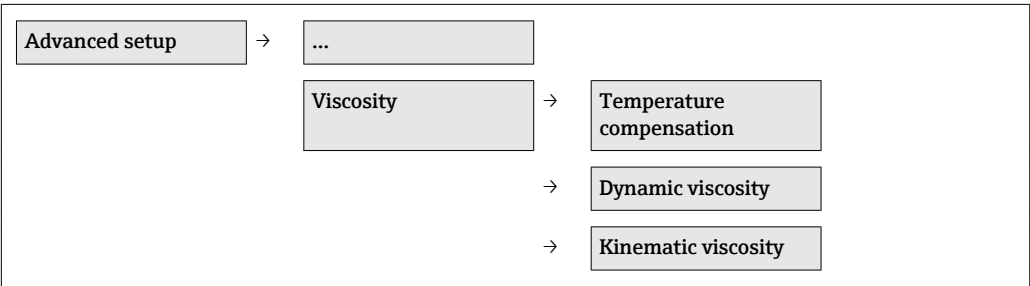 Advanced setup → ...
Viscosity → Temperature
compensation
→ Dynamic viscosity
→ Kinematic viscosity